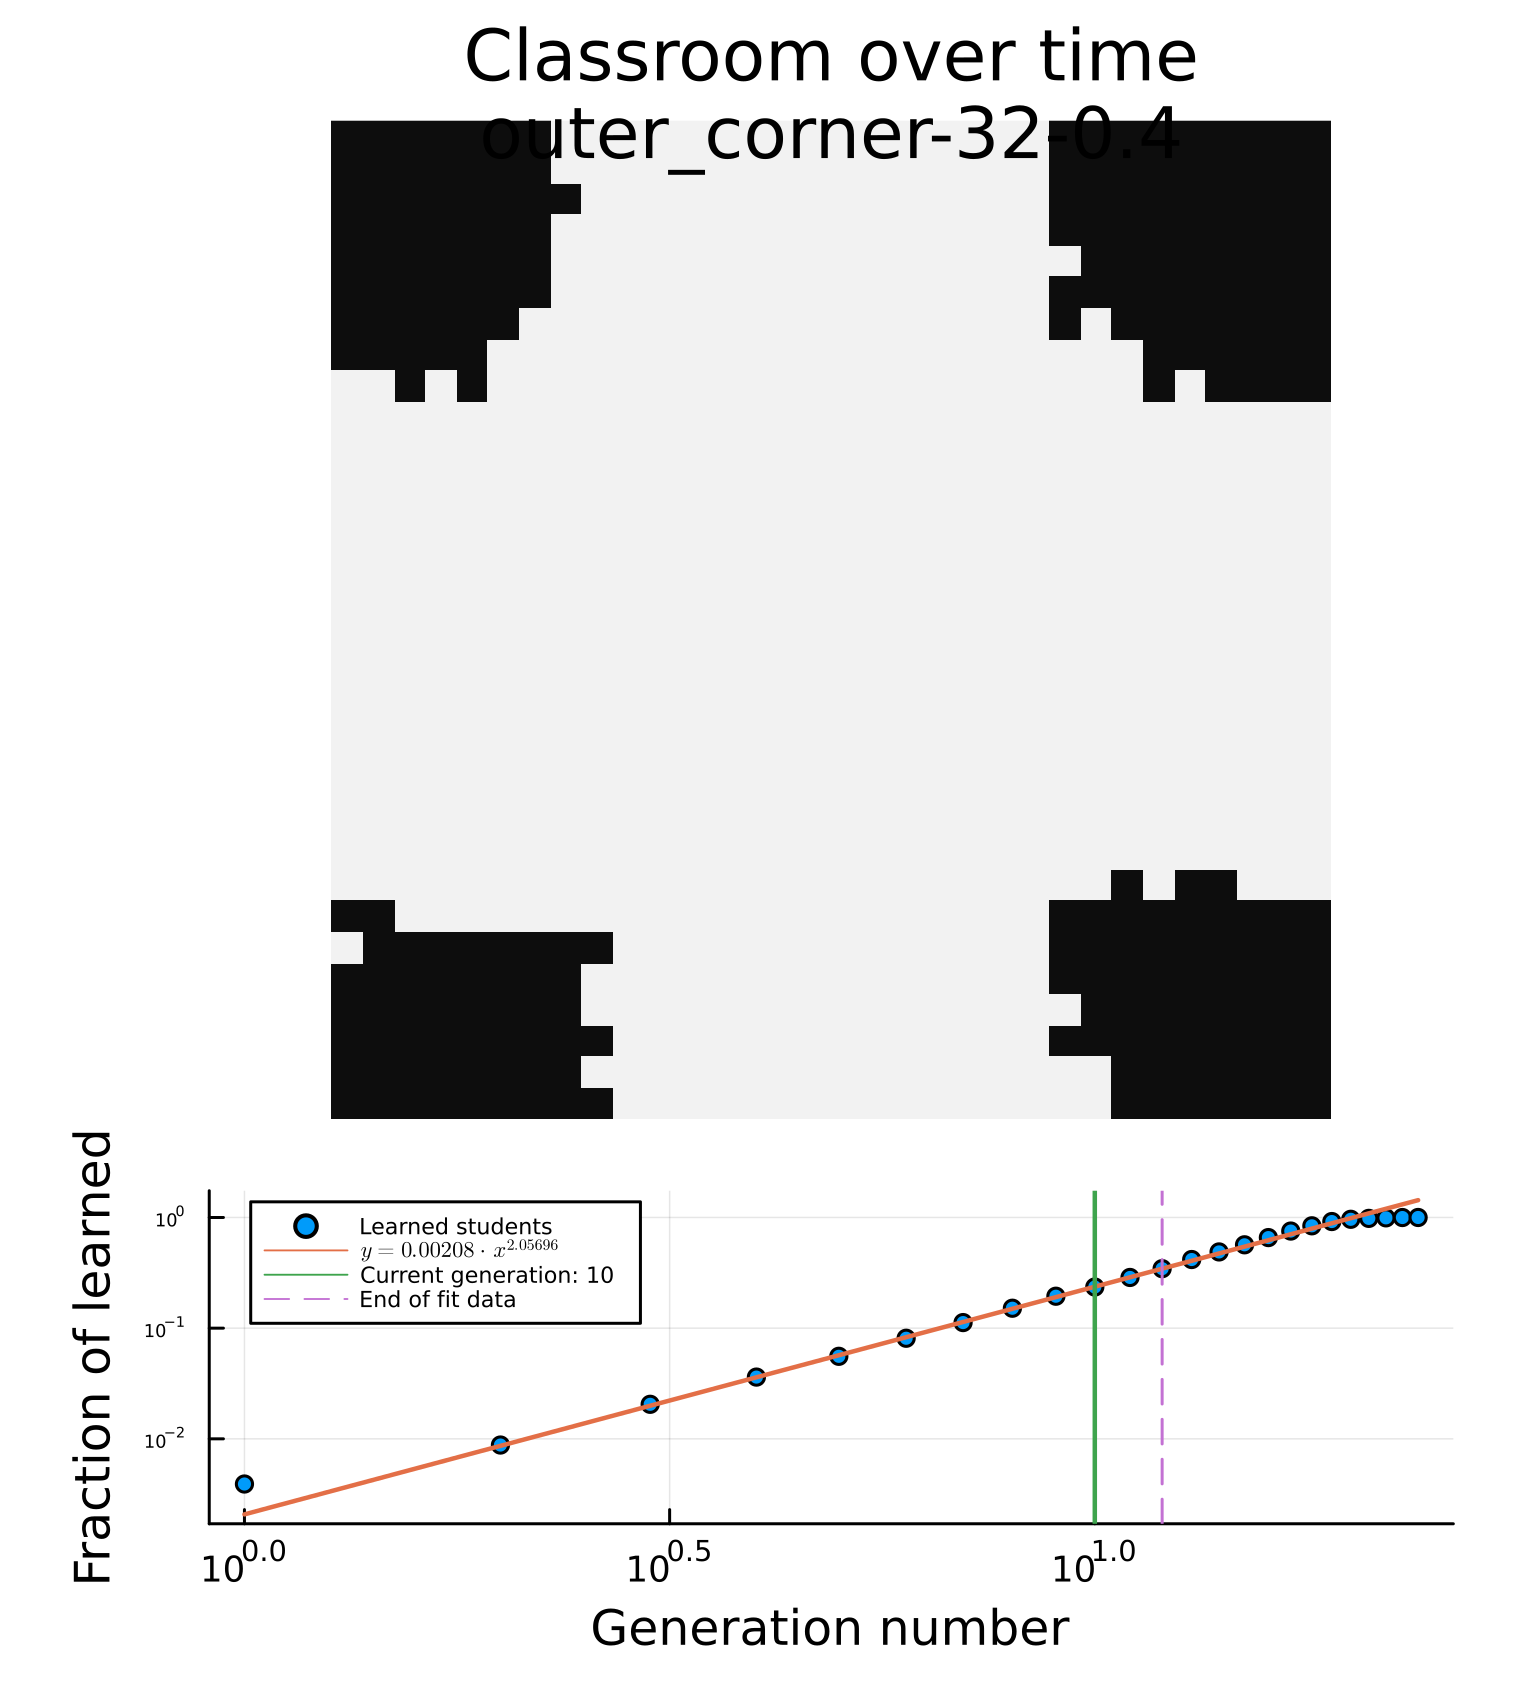 Classroom over time
outer_corner-32-0.4
Fraction of learned
10⁰
10⁻¹
10⁻²
Learned students
y = 0.00208 · x^2.05696
Current generation: 10
End of fit data
10^0.0
10^0.5
10^1.0
Generation number